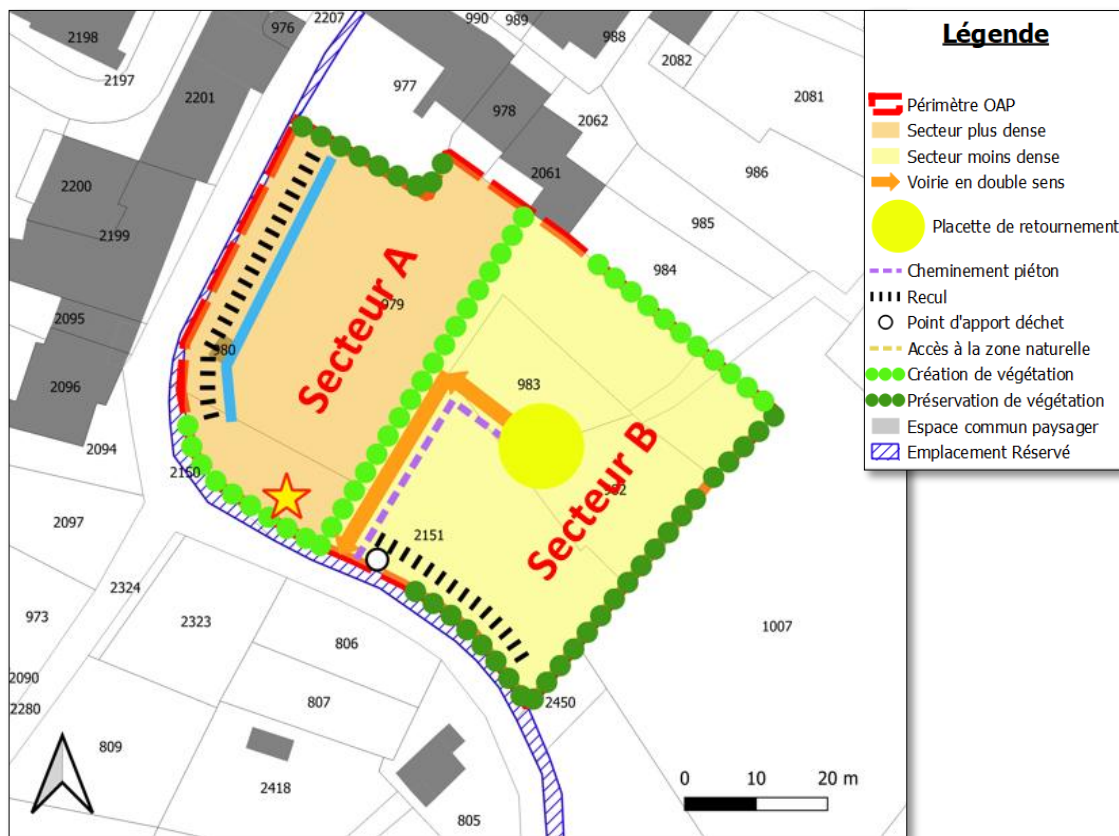 Légende
Périmètre OAP
Secteur plus dense
Secteur moins dense
Voirie en double sens
Placette de retournement
Cheminement piéton
Recul
Point d'apport déchet
Accès à la zone naturelle
Création de végétation
Préservation de végétation
Espace commun paysager
Emplacement Réservé
2207
990
989
988
2198
976
2082
2197
977
2081
2201
978
2062
986
2200
2061
2199
985
984
Secteur A
979
2095
980
2096
983
2094
Secteur B
2150
2097
2151
2324
973
2323
806
1007
2090
807
2450
2280
809
2418
805
0 10 20 m